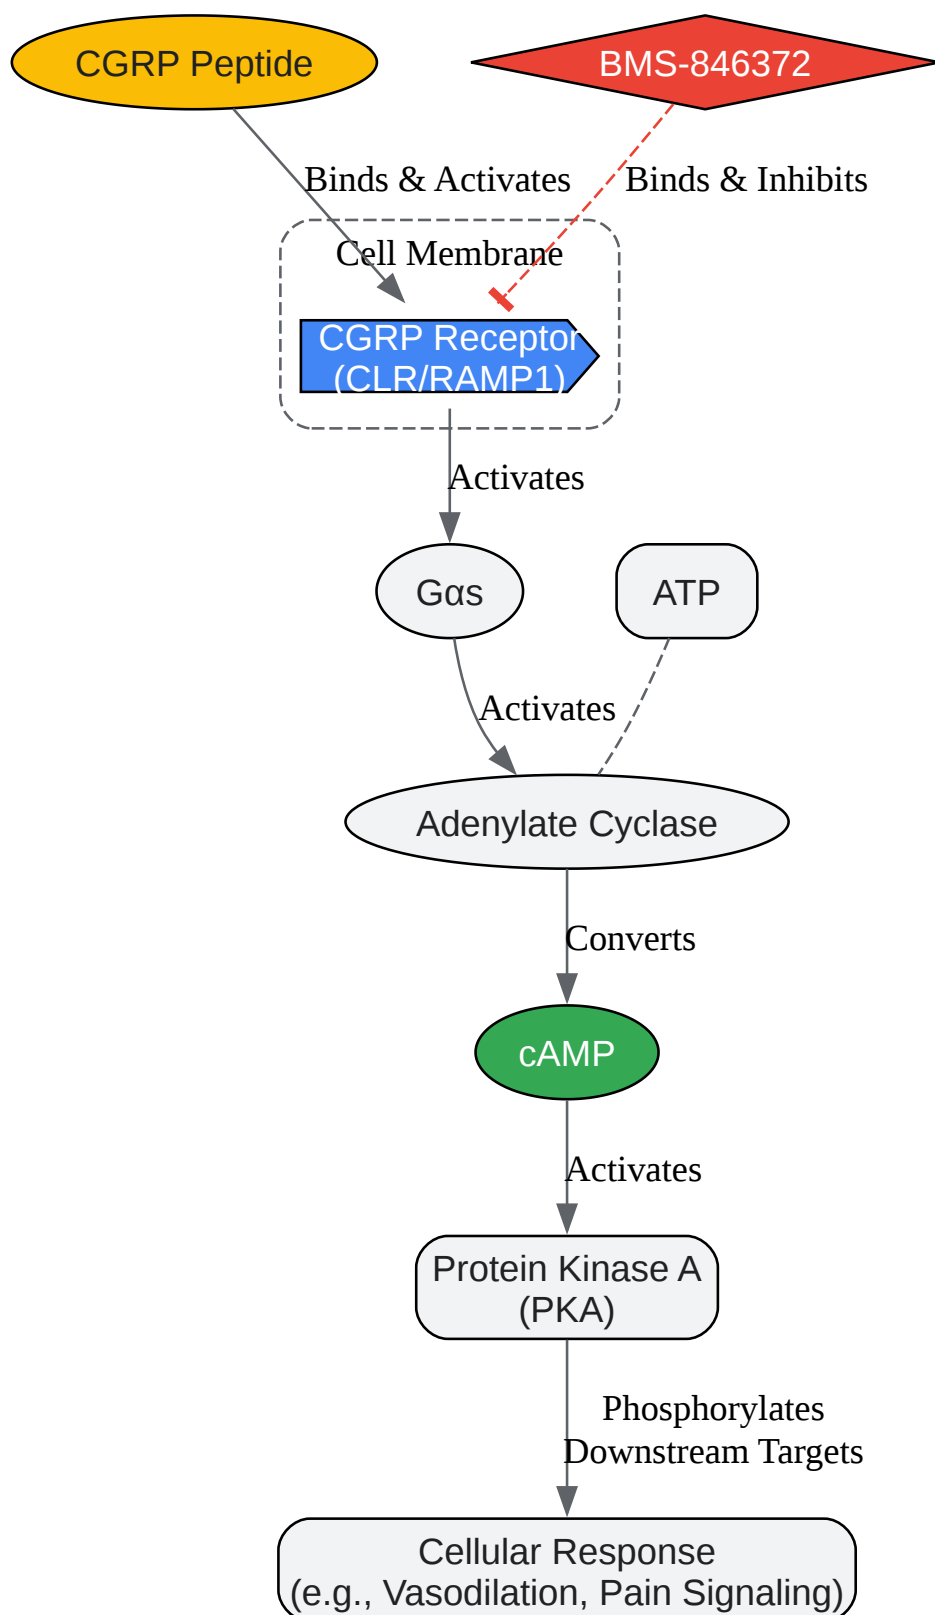 CGRP Peptide
BMS-846372
Binds & Activates
Binds & Inhibits
Cell Membrane
CGRP Receptor
(CLR/RAMP1)
Activates
Gαs
ATP
Activates
Adenylate Cyclase
Converts
cAMP
Activates
Protein Kinase A
(PKA)
Phosphorylates
Downstream Targets
Cellular Response
(e.g., Vasodilation, Pain Signaling)